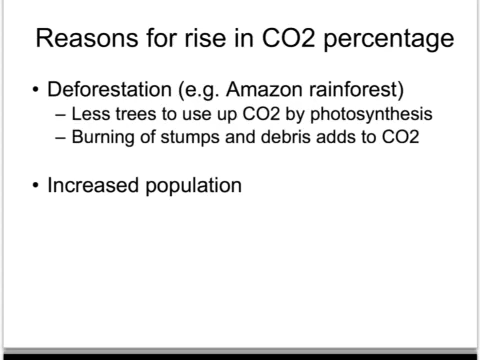 Reasons for rise in CO2 percentage
• Deforestation (e.g. Amazon rainforest)
– Less trees to use up CO2 by photosynthesis
– Burning of stumps and debris adds to CO2
• Increased population